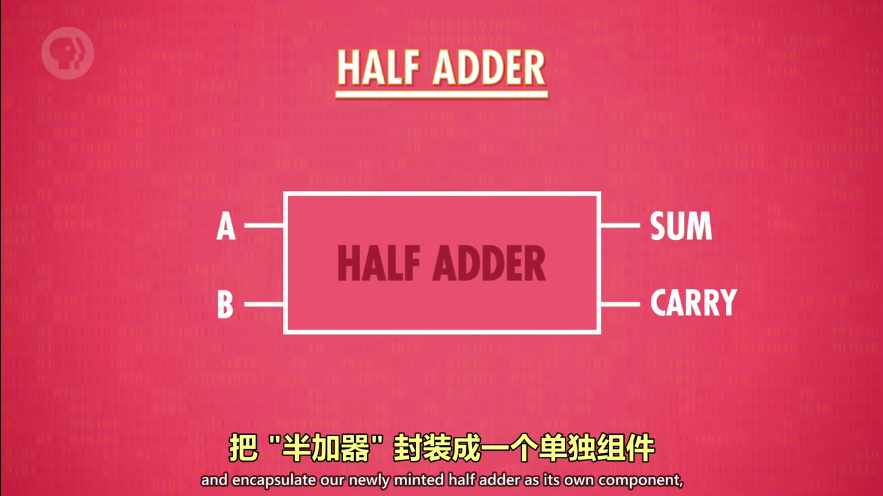 HALF ADDER
A
SUM
HALF ADDER
B
CARRY
把 "半加器" 封装成一个单独组件
and encapsulate our newly minted half adder as its own component,